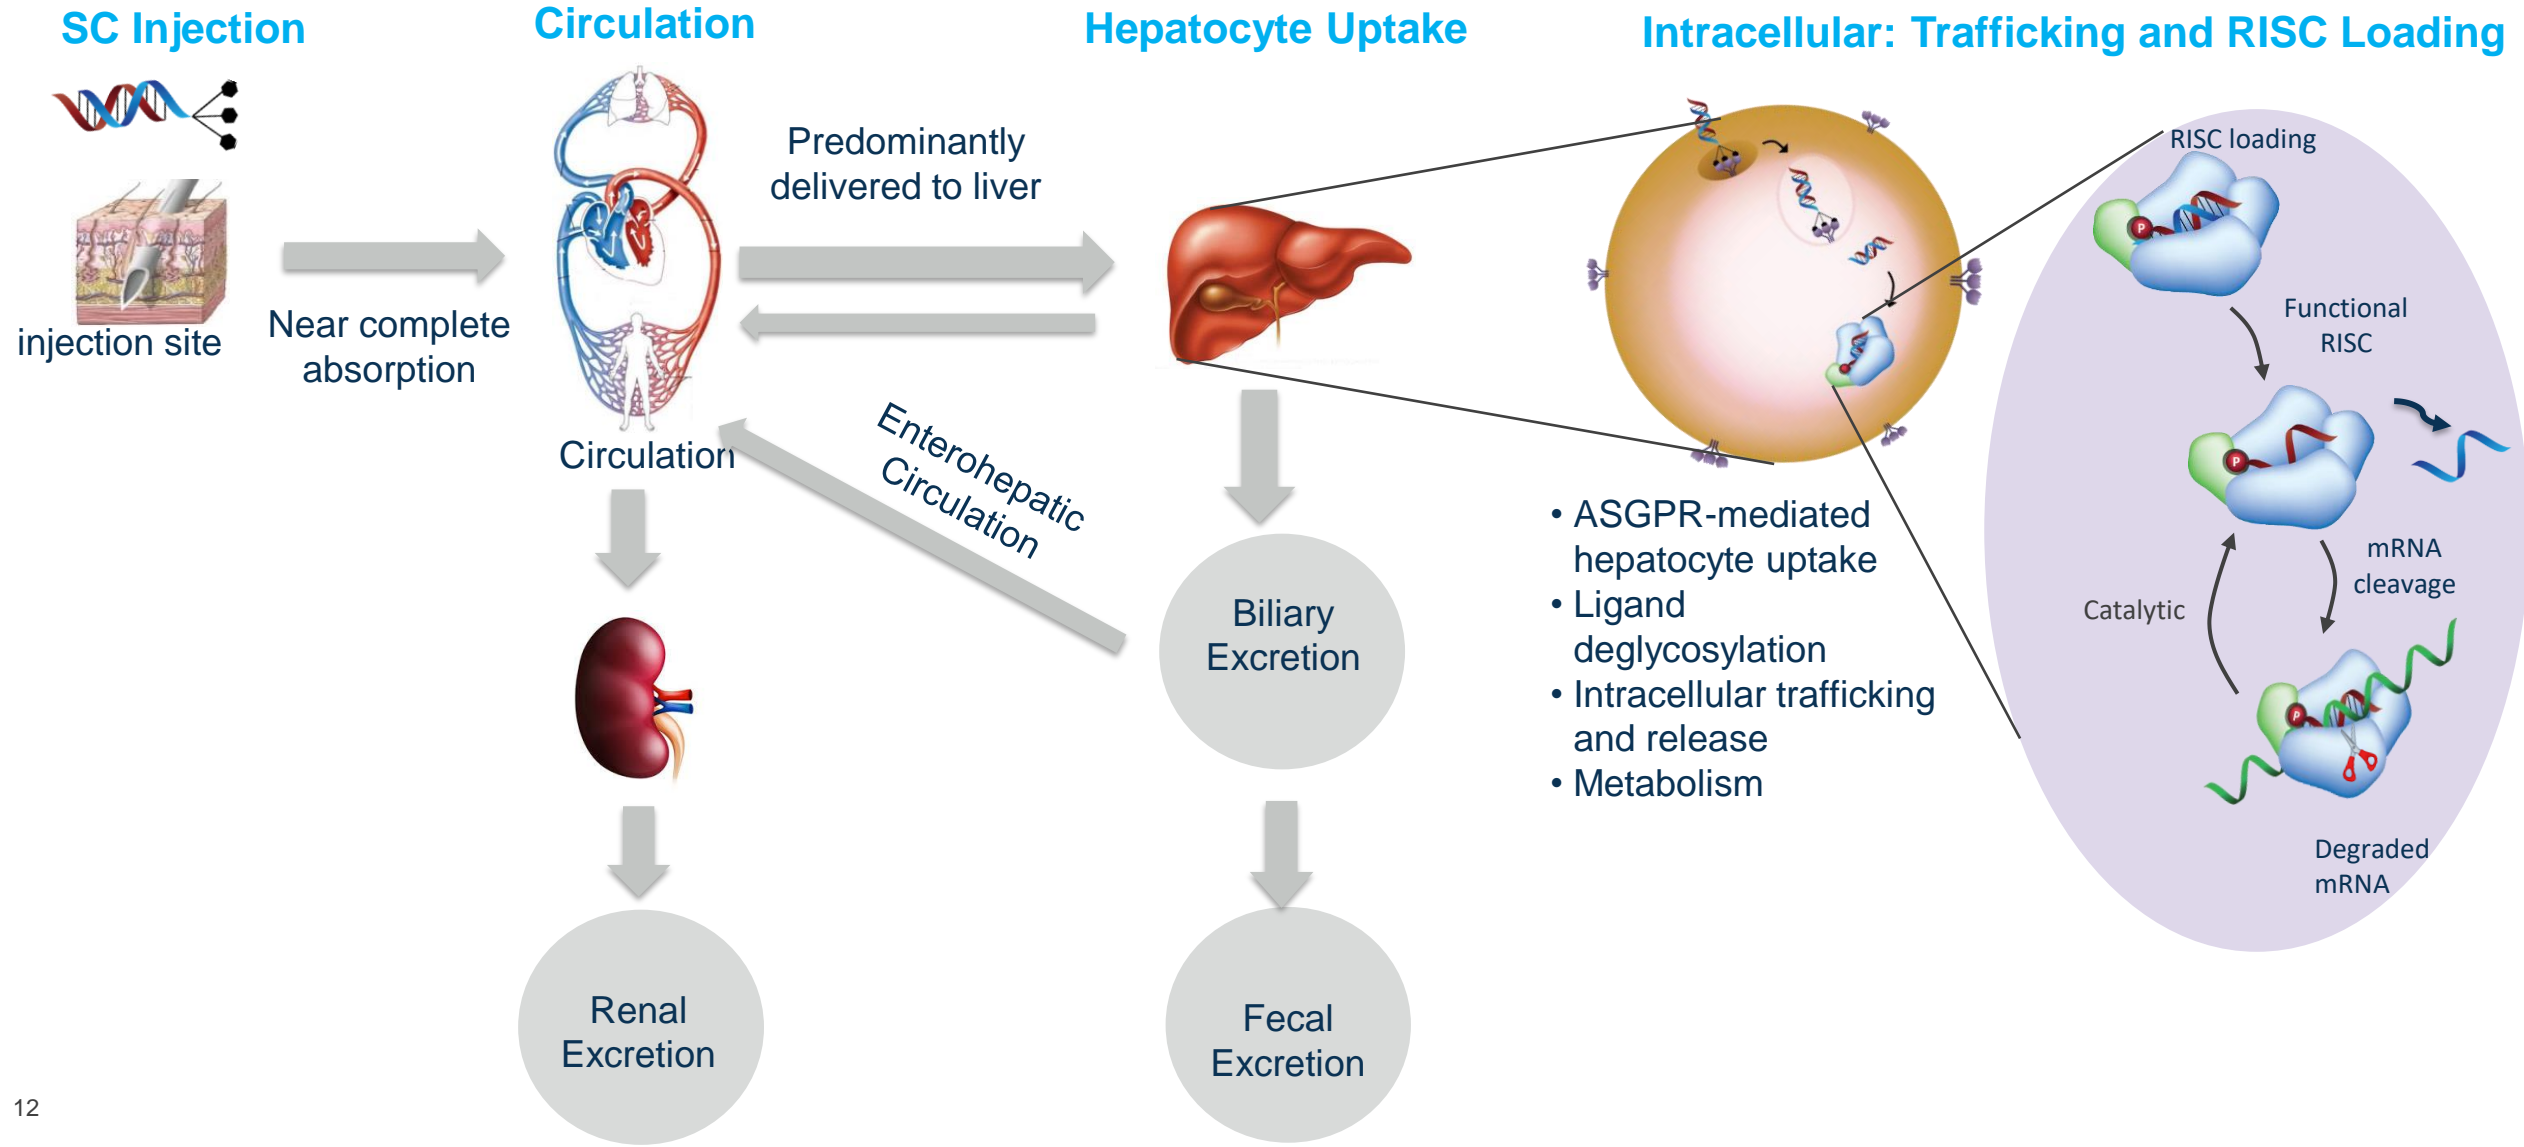 SC Injection
Circulation
Hepatocyte Uptake
Intracellular: Trafficking and RISC Loading
injection site
Near complete
absorption
Circulation
Predominantly
delivered to liver
Enterohepatic
Circulation
Biliary
Excretion
Renal
Excretion
Fecal
Excretion
• ASGPR-mediated
hepatocyte uptake
• Ligand
deglycosylation
• Intracellular trafficking
and release
• Metabolism
RISC loading
P
Functional
RISC
P
mRNA
cleavage
Catalytic
P
Degraded
mRNA
12